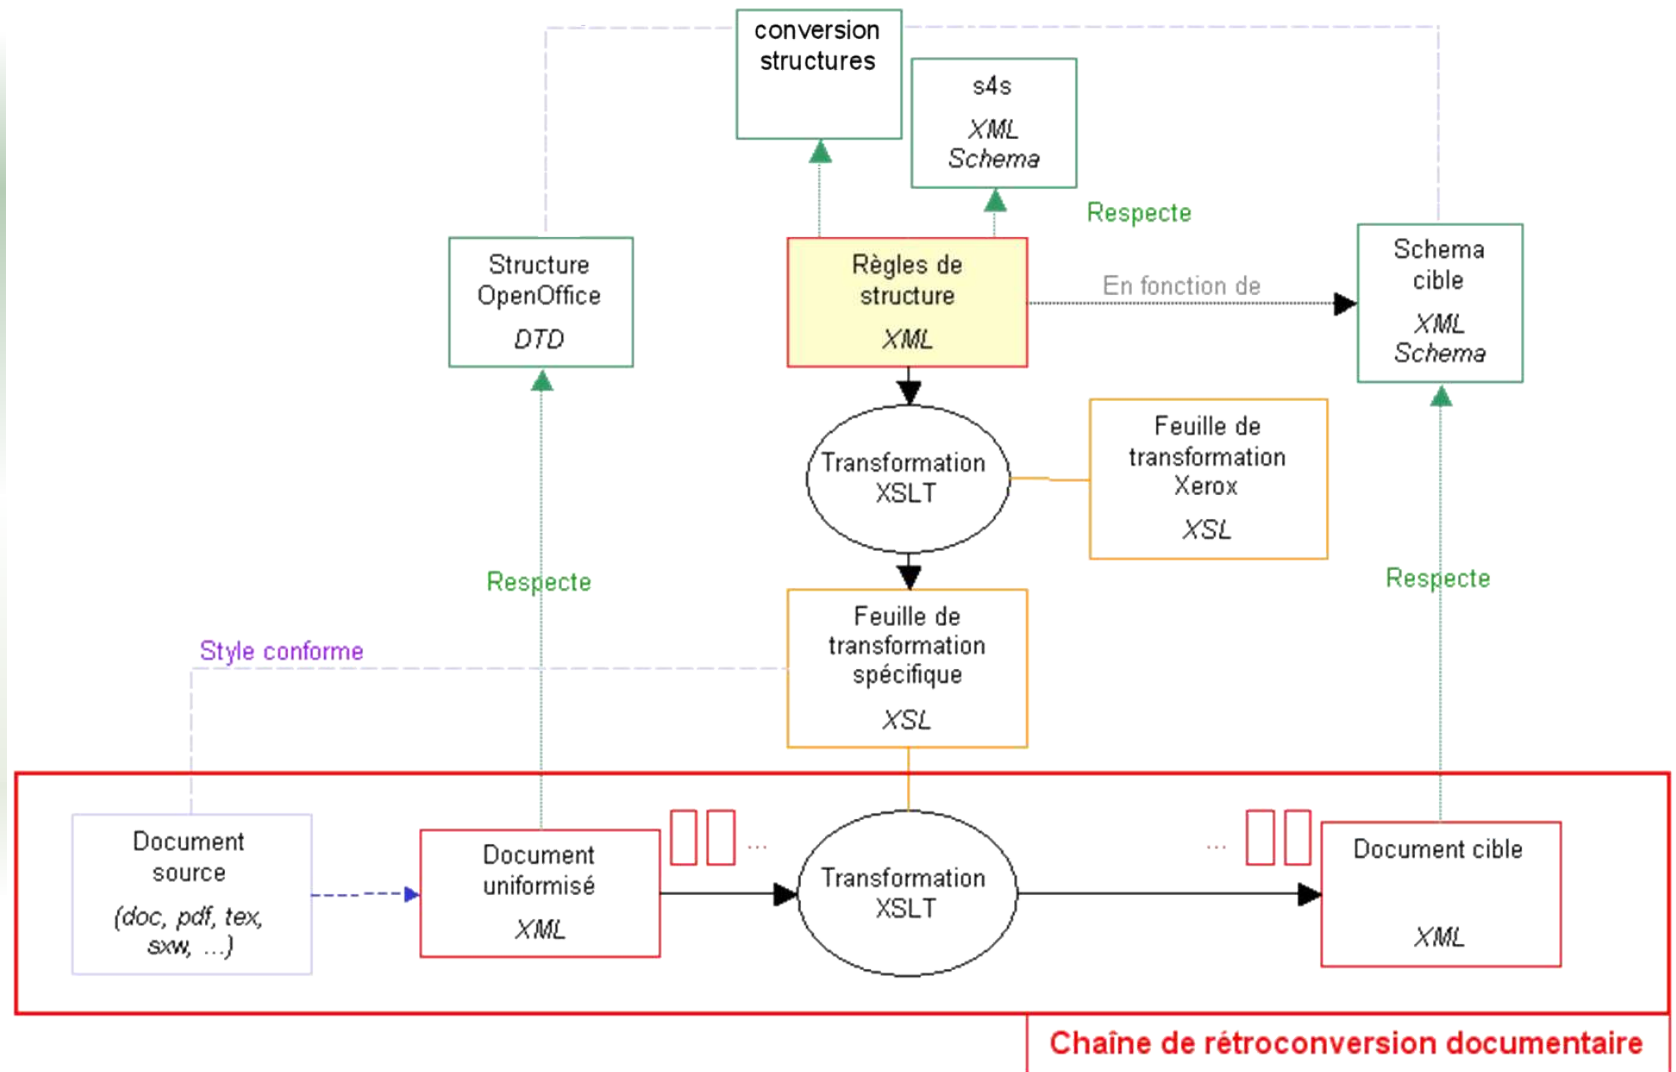 conversion
structures
s4s
XML
Schema
Respecte
Structure
OpenOffice
DTD
Règles de
structure
XML
En fonction de
Schema
cible
XML
Schema
Transformation
XSLT
Feuille de
transformation
Xerox
XSL
Respecte
Respecte
Feuille de
transformation
spécifique
XSL
Style conforme
Document
source
(doc, pdf, tex,
sxw, ...)
Document
uniformisé
XML
...
Transformation
XSLT
...
Document cible
XML
Chaîne de rétroconversion documentaire